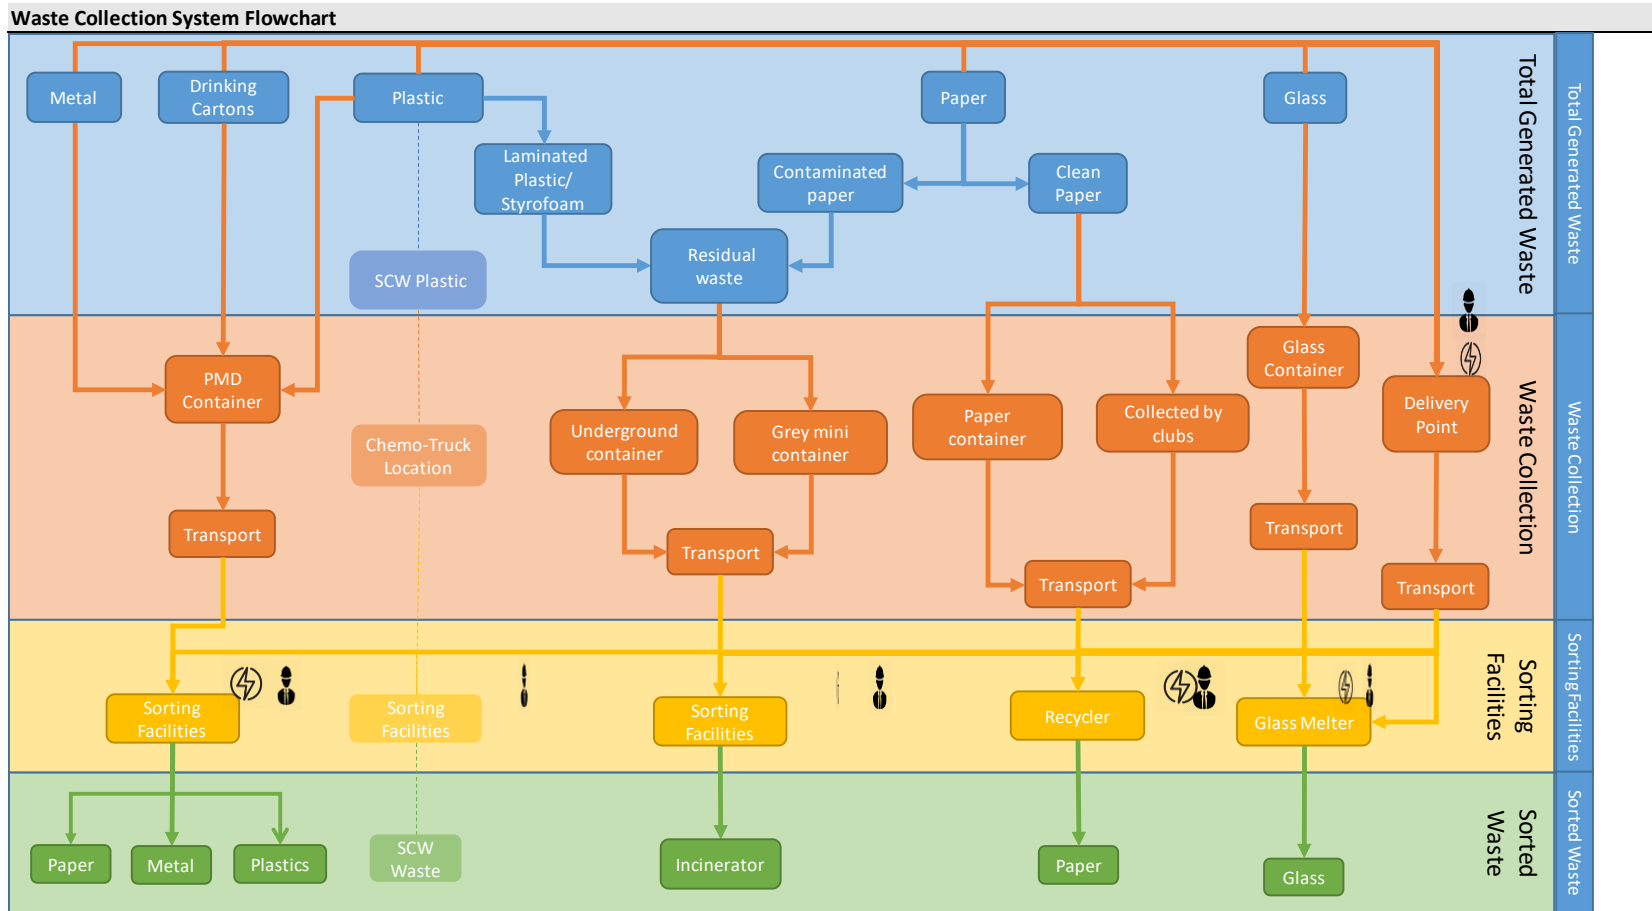 Waste Collection System Flowchart
Metal
Drinking
Cartons
Plastic
Paper
Glass
Total Generated Waste
Total Generated Waste
Laminated
Plastic/
Styrofoam
Contaminated
paper
Clean
Paper
SCW Plastic
Residual
waste
PMD
Container
Glass
Container
Delivery
Point
Underground
container
Grey mini
container
Paper
container
Collected by
clubs
Chemo-Truck
Location
Waste Collection
Waste Collection
Transport
Transport
Transport
Transport
Transport
Sorting
Facilities
Sorting
Facilities
Sorting
Facilities
Recycler
Glass Melter
Sorting
Facilities
Sorting Facilities
Paper
Metal
Plastics
SCW
Waste
Incinerator
Paper
Glass
Sorted
Waste
Sorted Waste